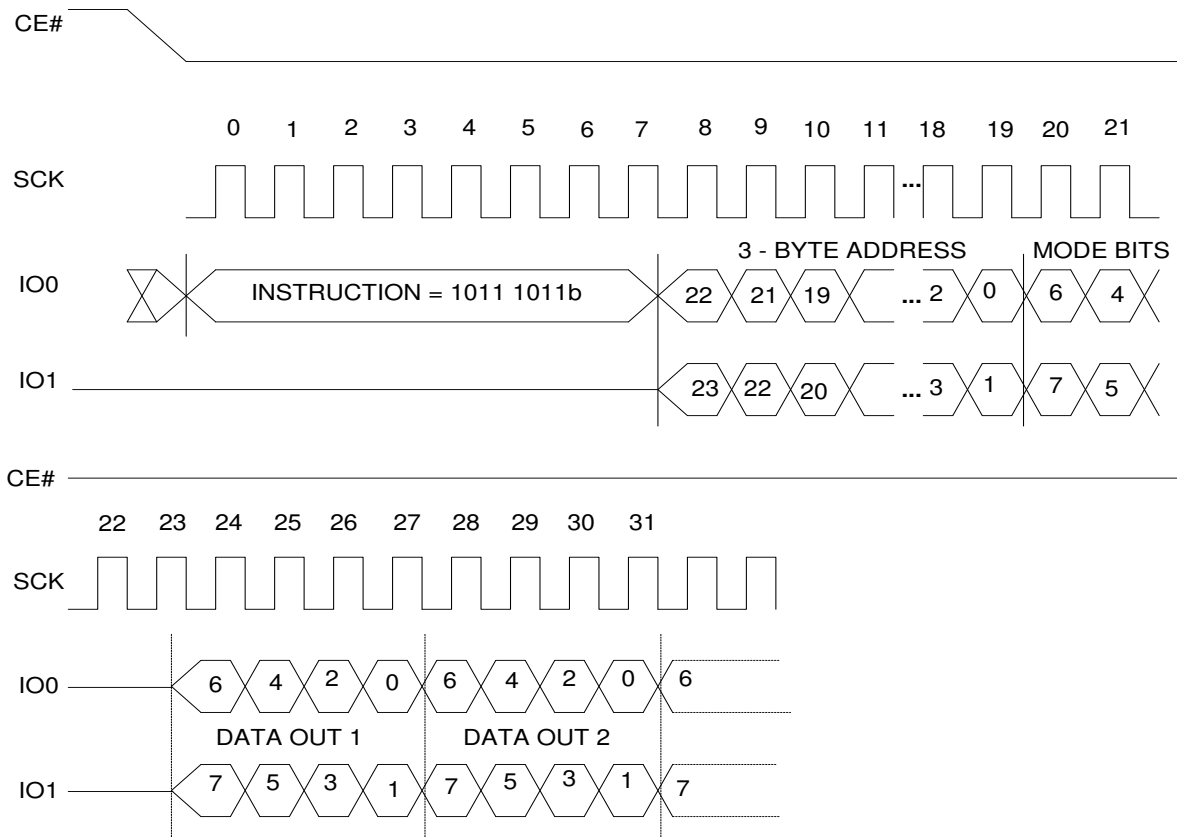 CE#
0 1 2 3 4 5 6 7 8 9 10 11 18 19 20 21
SCK ...
3 - BYTE ADDRESS MODE BITS
IO0 INSTRUCTION = 1011 1011b 22 21 19 ... 2 0 6 4
IO1 23 22 20 ... 3 1 7 5
CE#
22 23 24 25 26 27 28 29 30 31
SCK
IO0 6 4 2 0 6 4 2 0 6
DATA OUT 1 DATA OUT 2
IO1 7 5 3 1 7 5 3 1 7